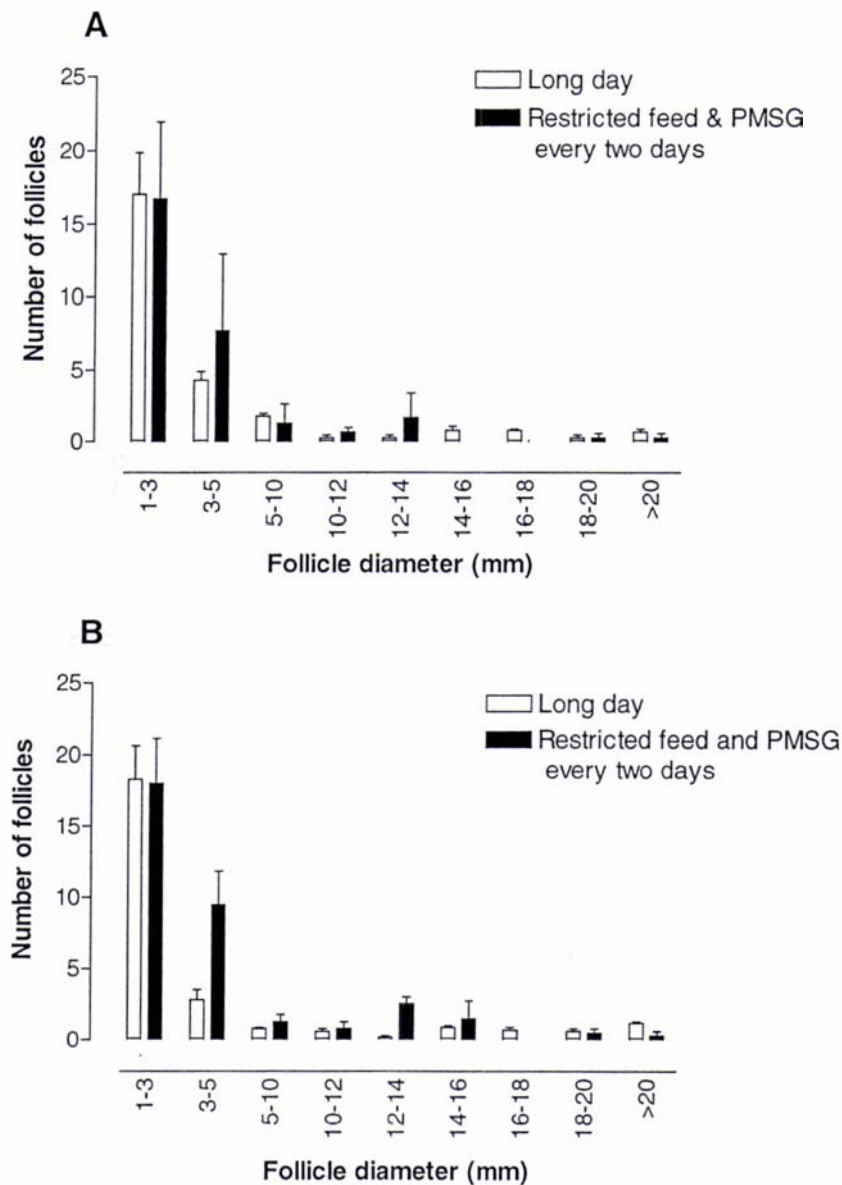 A
Long day
Restricted feed & PMSG
every two days
Number of follicles
25
20
15
10
5
0
1-3
3-5
5-10
10-12
12-14
14-16
16-18
18-20
>20
Follicle diameter (mm)
B
Long day
Restricted feed and PMSG
every two days
Number of follicles
25
20
15
10
5
0
1-3
3-5
5-10
10-12
12-14
14-16
16-18
18-20
>20
Follicle diameter (mm)